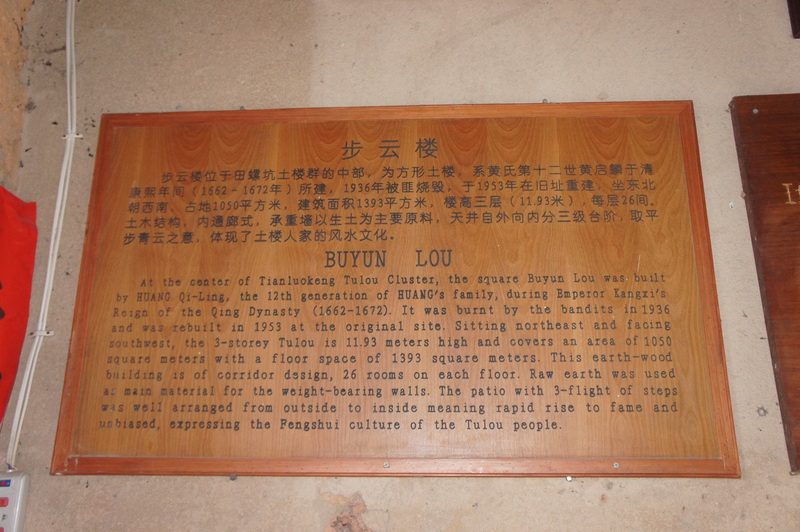 步云楼
步云楼位于田螺坑土楼群的中部，为方形土楼，系黄氏第十二世黄启麟于清
康熙年间（1662-1672年）所建，1936年被匪烧毁，于1953年在旧址重建，坐东北
朝西南、占地1050平方米，建筑面积1393平方米，楼高三层（11.93米），每层26间。
土木结构，内通廊式，承重墙以生土为主要原料，天井自外向内分三级台阶，取平
步青云之意，体现了土楼人家的风水文化。
BUYUN LOU
At the center of Tianluokeng Tulou Cluster, the square Buyun Lou was built
by HUANG Qi-Ling, the 12th generation of HUANG's family, during Emperor Kangxi's
Reign of the Qing Dynasty (1662-1672). It was burnt by the bandits in 1936
and was rebuilt in 1953 at the original site. Sitting northeast and facing
southwest, the 3-storey Tulou is 11.93 meters high and covers an area of 1050
square meters with a floor space of 1393 square meters. This earth-wood
building is of corridor design, 26 rooms on each floor. Raw earth was used
as main material for the weight-bearing walls. The patio with 3-flight of steps
was well arranged from outside to inside meaning rapid rise to fame and
unbiased, expressing the Fengshui culture of the Tulou people.